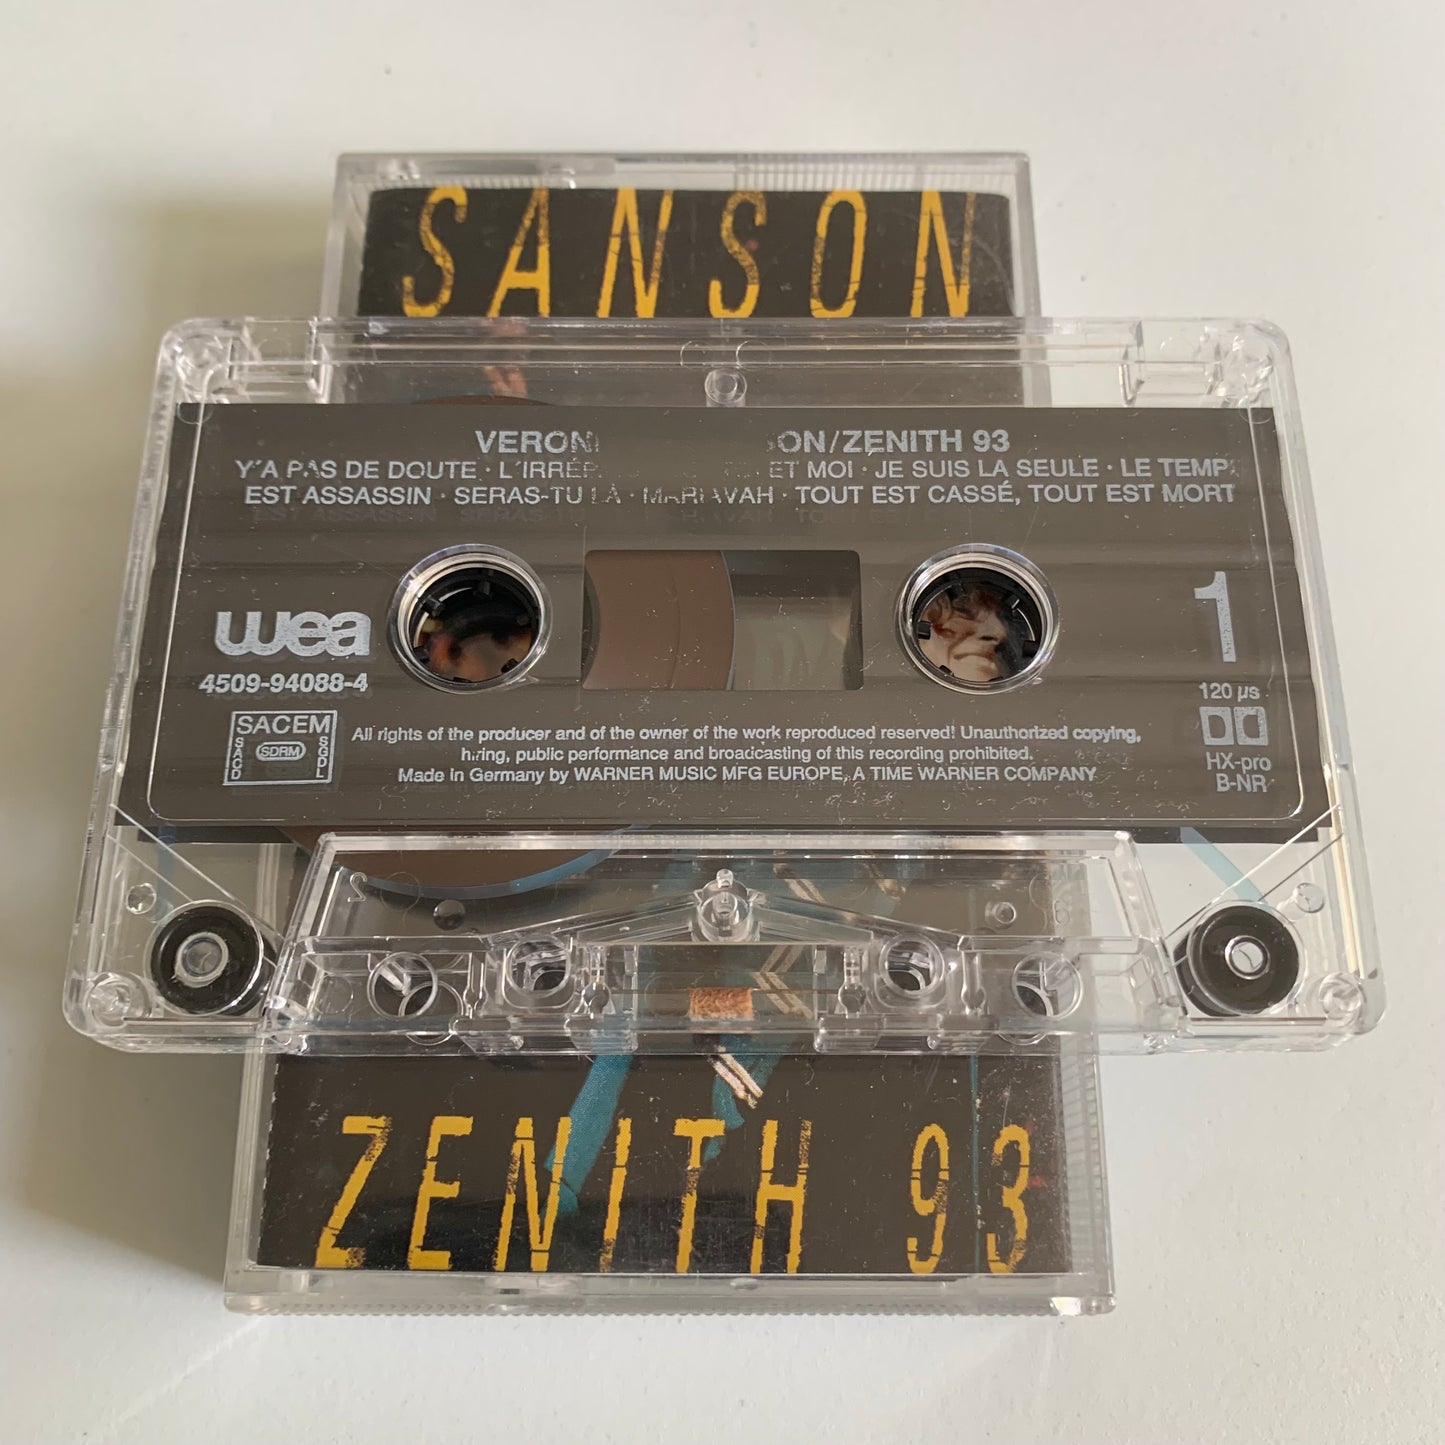 SANSON
ON/ZENITH 93
Y'A PAS DE DOUTE · ET MOI · JE SUIS LA SEULE · LE
EST ASSASSIN · SERAS-TU LÀ · TOUT EST CASSÉ, TOUT EST MORT
wea
1
4509-94088-4
120 µs
SACEM
SACD
SDRM
SGDL
All rights of the producer and of the owner of the work reproduced reserved! Unauthorized copying,
hiring, public performance and broadcasting of this recording prohibited.
Made in Germany by WARNER MUSIC MFG EUROPE, A TIME WARNER COMPANY
HX-pro
B-NR
2
ZENITH 93